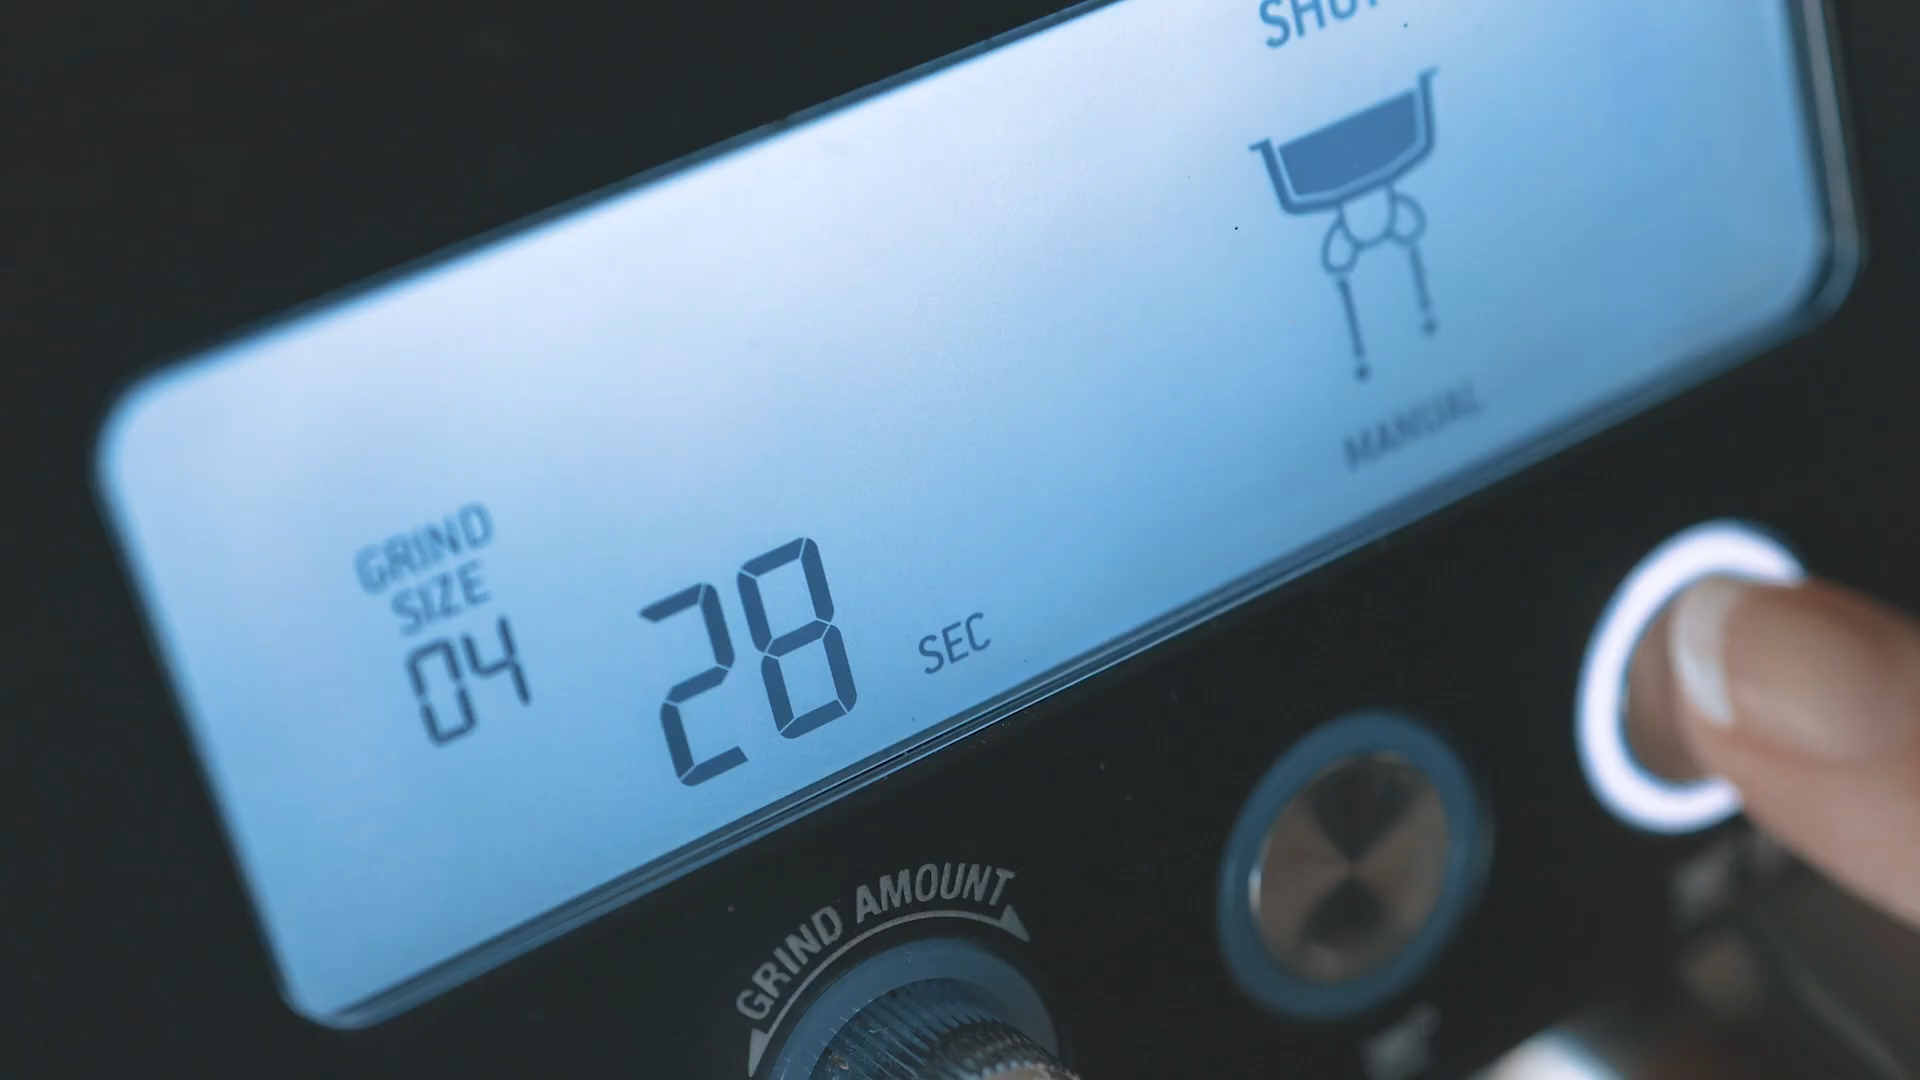 GRIND
SIZE
04
28 SEC
MANUAL
GRIND AMOUNT